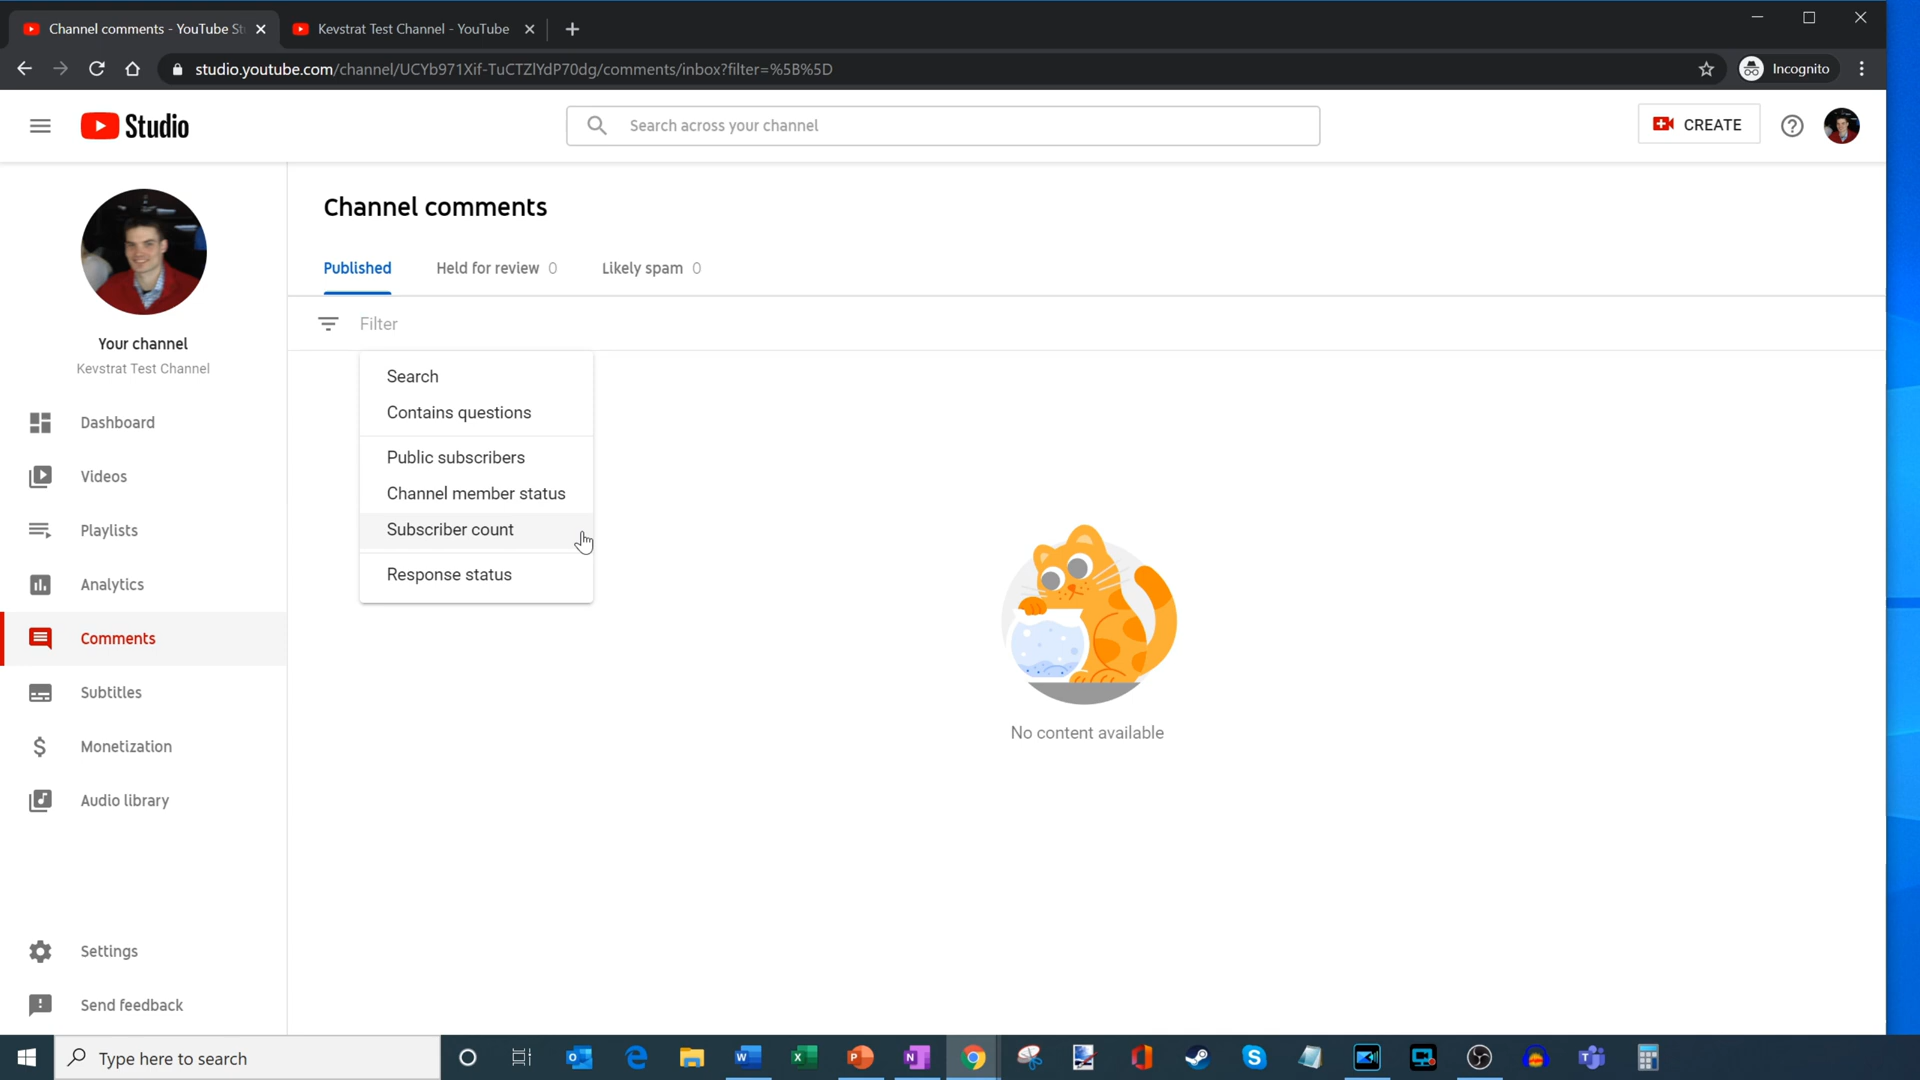 Channel comments - YouTube St
Kevstrat Test Channel - YouTube
studio.youtube.com/channel/UCYb971Xif-TuCTZlYdP70dg/comments/inbox?filter=%5B%5D
Incognito
Studio
Search across your channel
CREATE
Your channel
Kevstrat Test Channel
Dashboard
Videos
Playlists
Analytics
Comments
Subtitles
Monetization
Audio library
Settings
Send feedback
Channel comments
Published
Held for review 0
Likely spam 0
Filter
Search
Contains questions
Public subscribers
Channel member status
Subscriber count
Response status
No content available
Type here to search